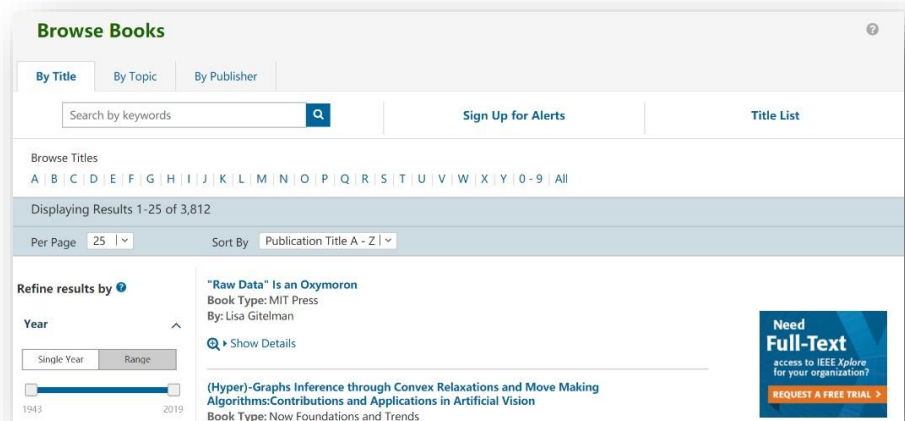 Browse Books
By Title By Topic By Publisher
Search by keywords
Sign Up for Alerts
Title List
Browse Titles
A | B | C | D | E | F | G | H | I | J | K | L | M | N | O | P | Q | R | S | T | U | V | W | X | Y | 0 - 9 | All
Displaying Results 1-25 of 3,812
Per Page 25 Sort By Publication Title A - Z
Refine results by ?
Year
Single Year Range
1943 2019
"Raw Data" Is an Oxymoron
Book Type: MIT Press
By: Lisa Gitelman
Show Details
(Hyper)-Graphs Inference through Convex Relaxations and Move Making
Algorithms:Contributions and Applications in Artificial Vision
Book Type: Now Foundations and Trends
Need
Full-Text
access to IEEE Xplore
for your organization?
REQUEST A FREE TRIAL >